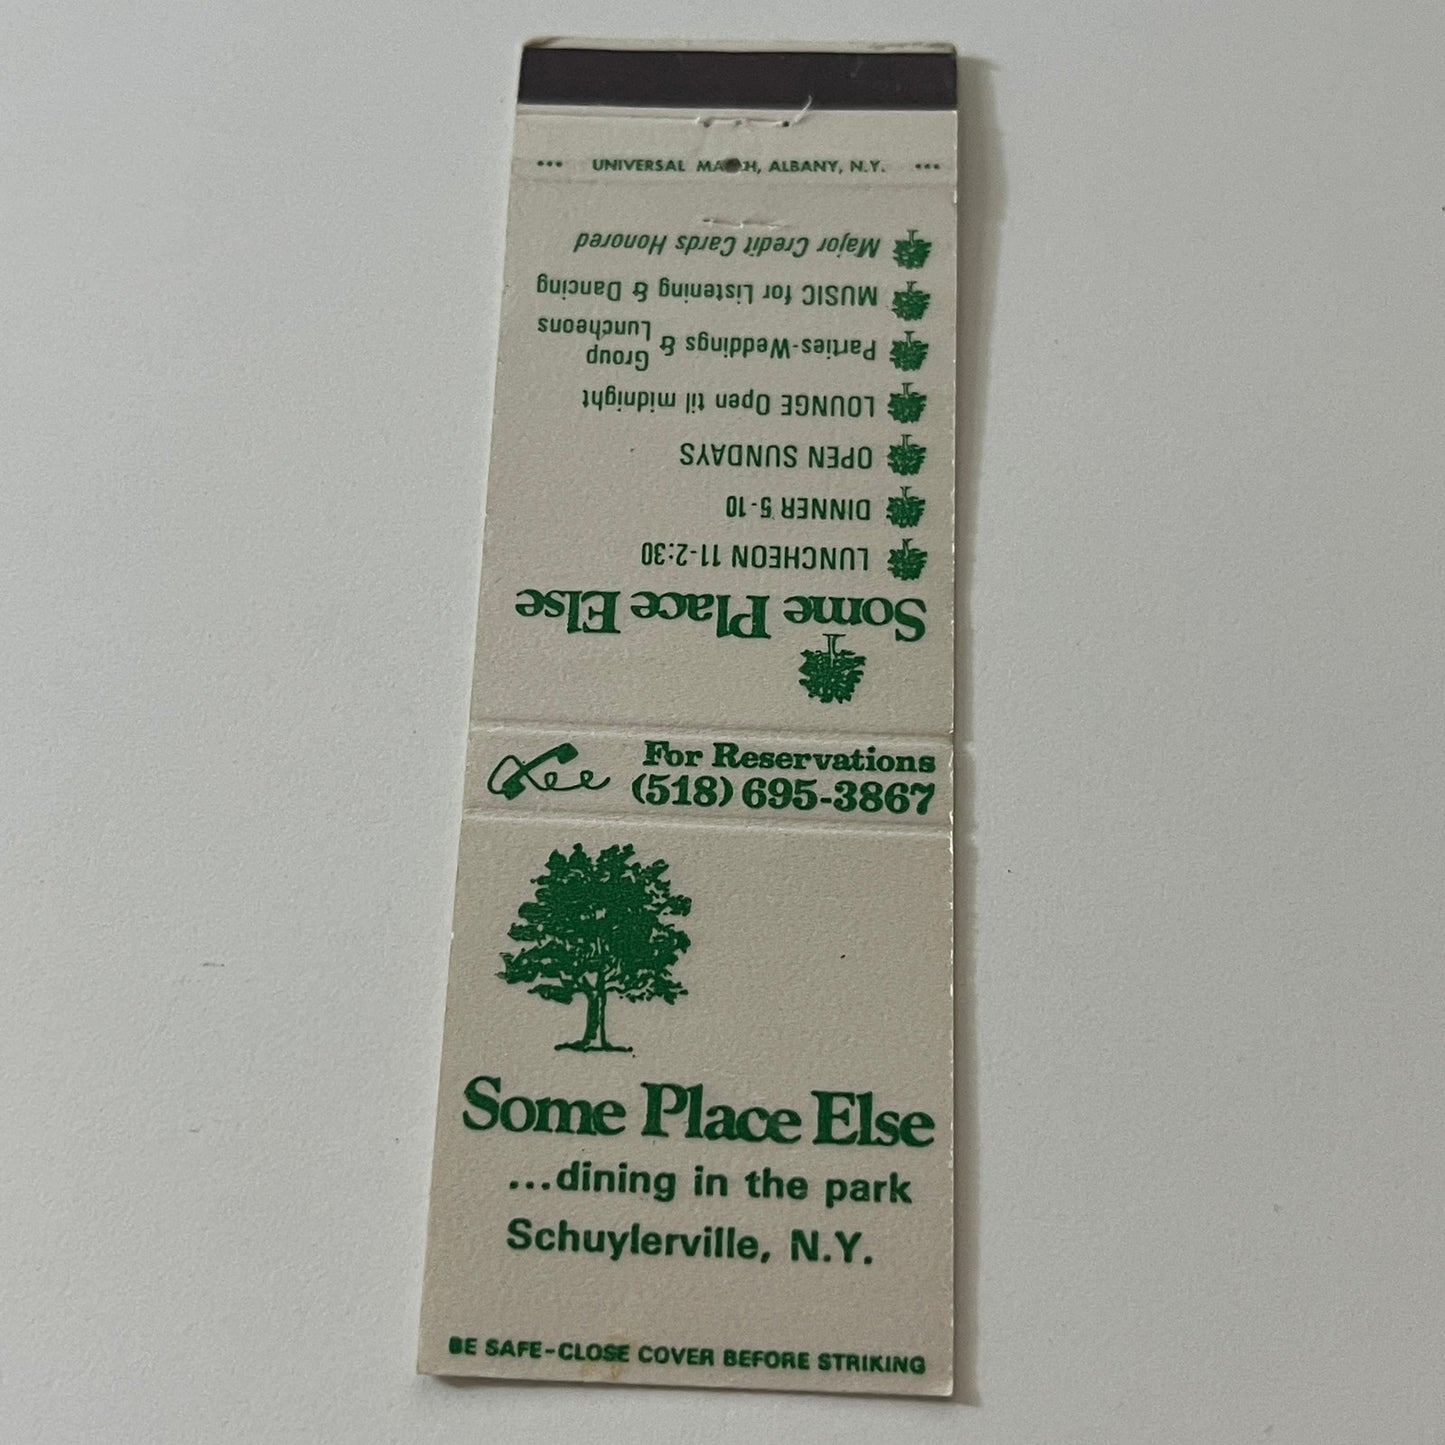 ... UNIVERSAL MATCH, ALBANY, N.Y. ...
Some Place Else
LUNCHEON 11-2:30
DINNER 5-10
OPEN SUNDAYS
LOUNGE Open til midnight
Parties-Weddings & Group Luncheons
MUSIC for Listening & Dancing
Major Credit Cards Honored
For Reservations
(518) 695-3867
Some Place Else
...dining in the park
Schuylerville, N.Y.
BE SAFE-CLOSE COVER BEFORE STRIKING